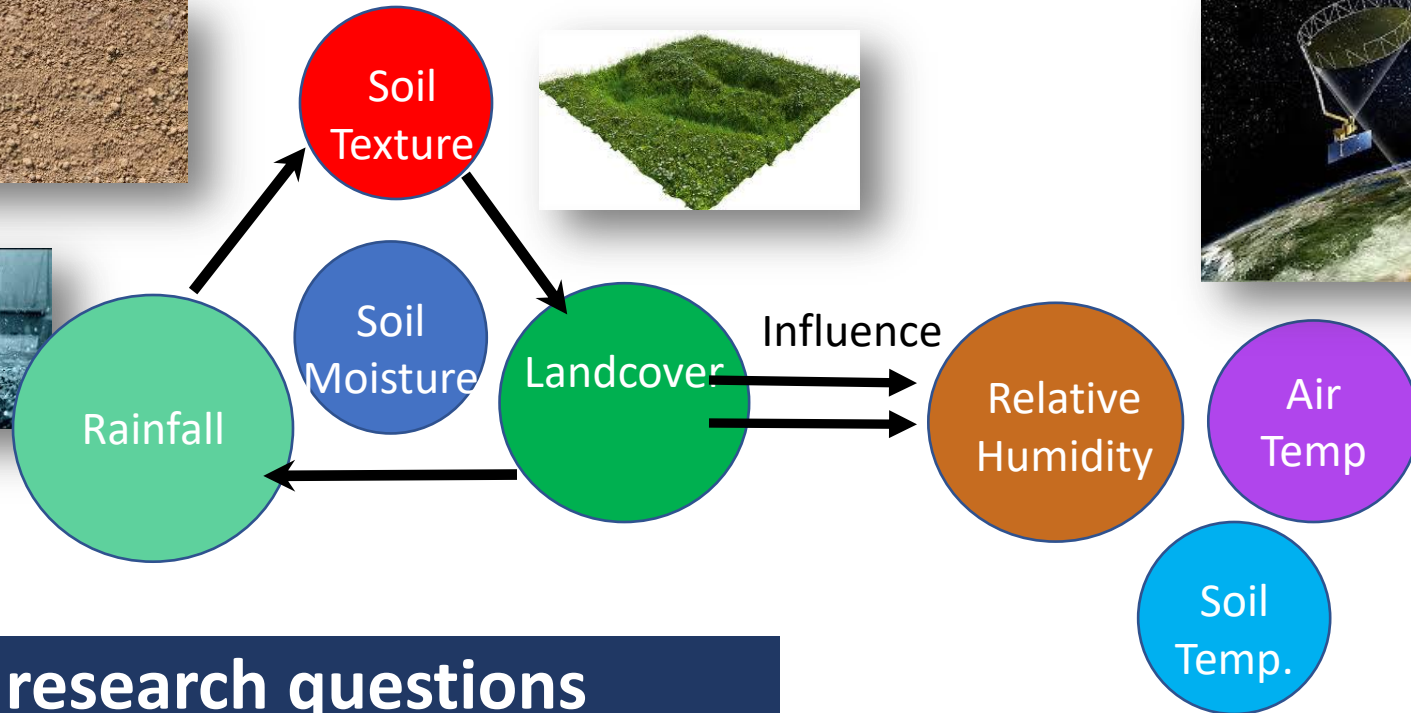 Soil
Texture
Soil
Moisture
Rainfall
Landcover
Influence
Relative
Humidity
Air
Temp
Soil
Temp.
research questions